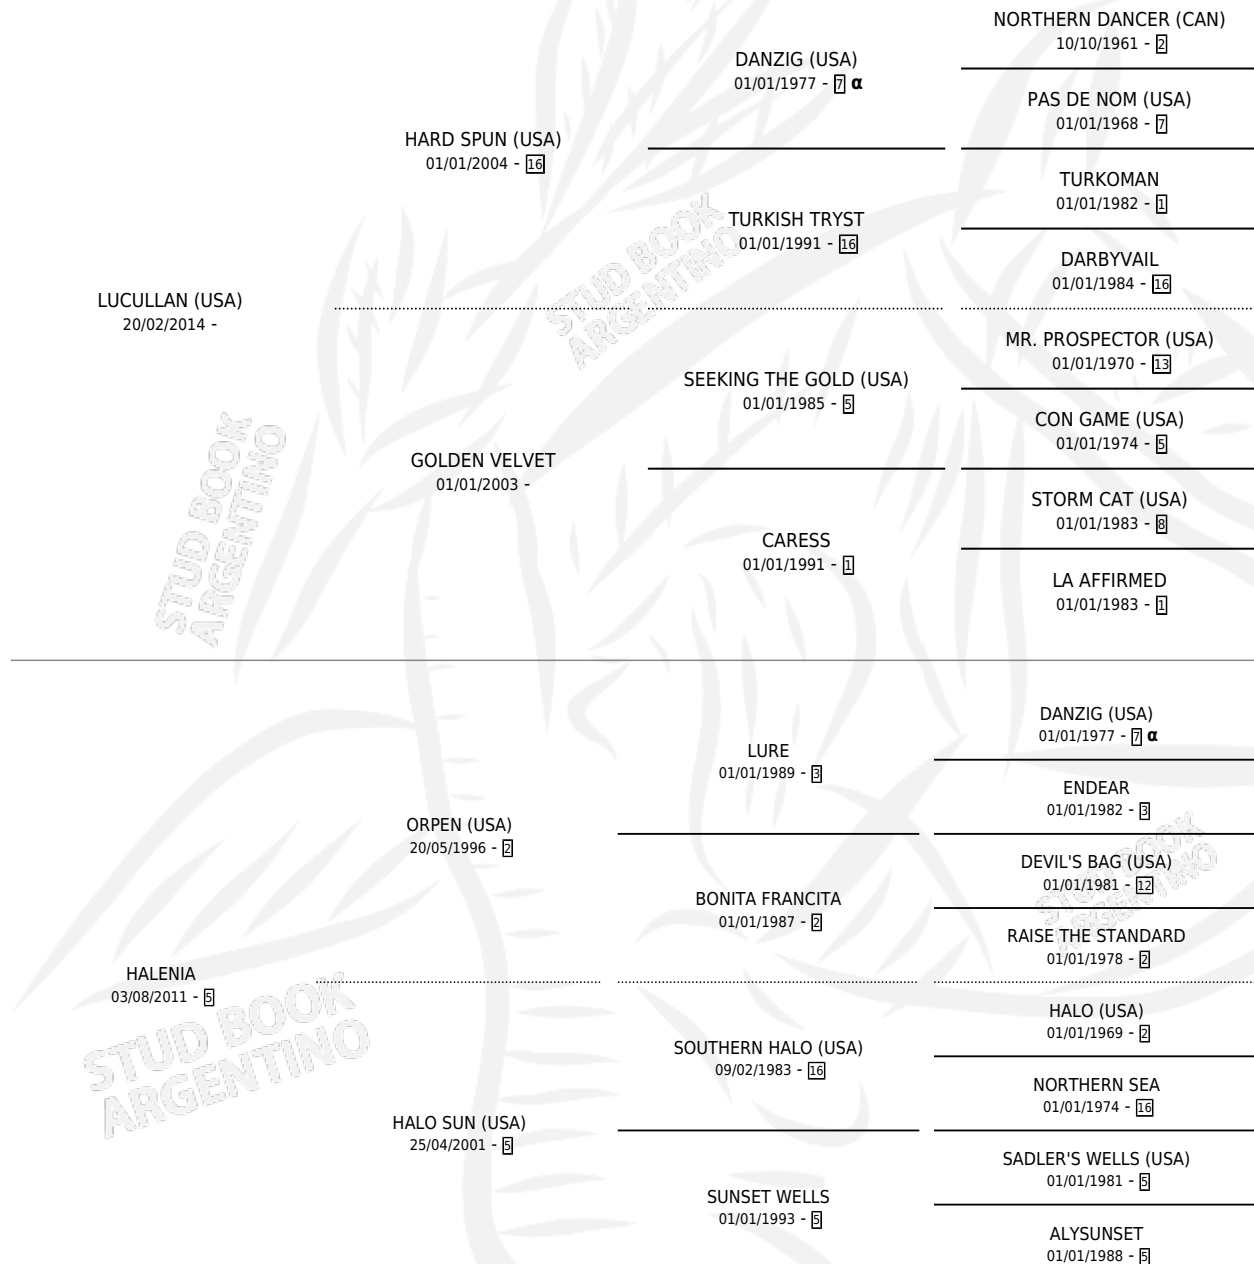 NORTHERN DANCER (CAN)
10/10/1961 - 2
DANZIG (USA)
01/01/1977 - 7 α
PAS DE NOM (USA)
01/01/1968 - 7
HARD SPUN (USA)
01/01/2004 - 16
TURKOMAN
01/01/1982 - 1
TURKISH TRYST
01/01/1991 - 16
DARBYVAIL
01/01/1984 - 16
LUCULLAN (USA)
20/02/2014 -
MR. PROSPECTOR (USA)
01/01/1970 - 13
SEEKING THE GOLD (USA)
01/01/1985 - 5
CON GAME (USA)
01/01/1974 - 5
GOLDEN VELVET
01/01/2003 -
STORM CAT (USA)
01/01/1983 - 8
CARESS
01/01/1991 - 1
LA AFFIRMED
01/01/1983 - 1
DANZIG (USA)
01/01/1977 - 7 α
LURE
01/01/1989 - 3
ENDEAR
01/01/1982 - 3
ORPEN (USA)
20/05/1996 - 2
DEVIL'S BAG (USA)
01/01/1981 - 12
BONITA FRANCITA
01/01/1987 - 2
RAISE THE STANDARD
01/01/1978 - 2
HALENIA
03/08/2011 - 5
HALO (USA)
01/01/1969 - 2
SOUTHERN HALO (USA)
09/02/1983 - 16
NORTHERN SEA
01/01/1974 - 16
HALO SUN (USA)
25/04/2001 - 5
SADLER'S WELLS (USA)
01/01/1981 - 5
SUNSET WELLS
01/01/1993 - 5
ALYSUNSET
01/01/1988 - 5
STUD BOOK
ARGENTINO
STUD BOOK
ARGENTINO
STUD BOOK
ARGENTINO
STUD BOOK
ARGENTINO